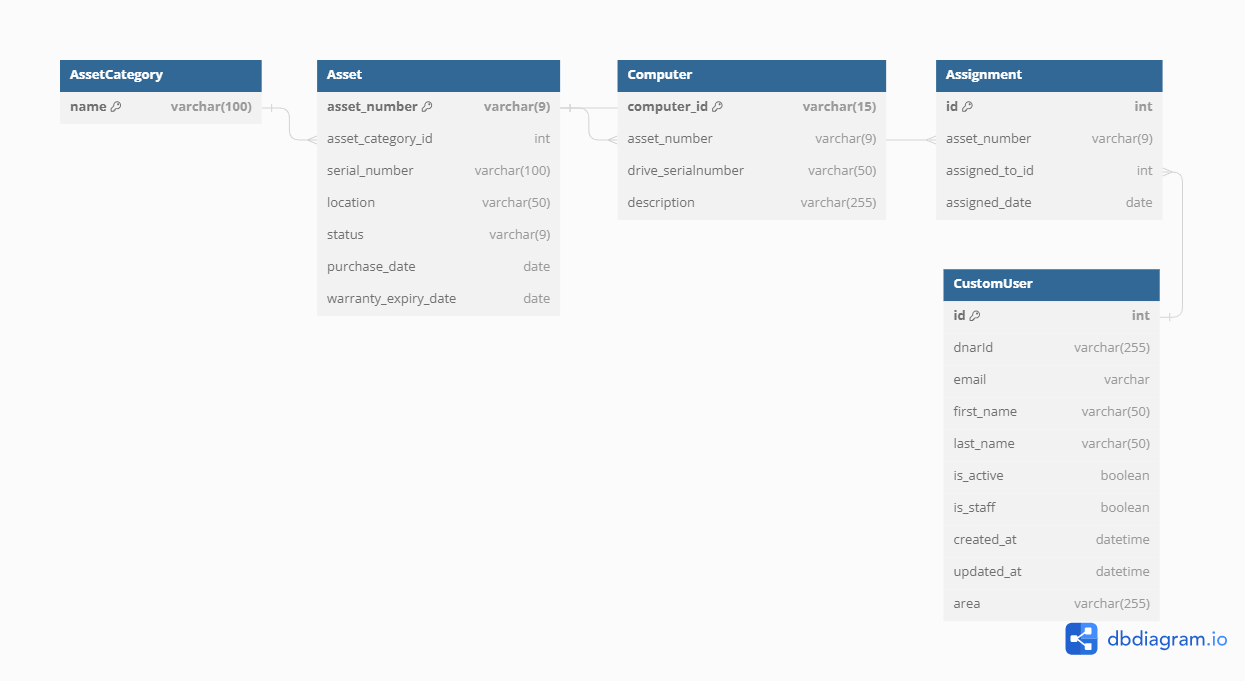 AssetCategory
name varchar(100)
Asset
asset_number varchar(9)
asset_category_id int
serial_number varchar(100)
location varchar(50)
status varchar(9)
purchase_date date
warranty_expiry_date date
Computer
computer_id varchar(15)
asset_number varchar(9)
drive_serialnumber varchar(50)
description varchar(255)
Assignment
id int
asset_number varchar(9)
assigned_to_id int
assigned_date date
CustomUser
id int
dnarId varchar(255)
email varchar
first_name varchar(50)
last_name varchar(50)
is_active boolean
is_staff boolean
created_at datetime
updated_at datetime
area varchar(255)
dbdiagram.io